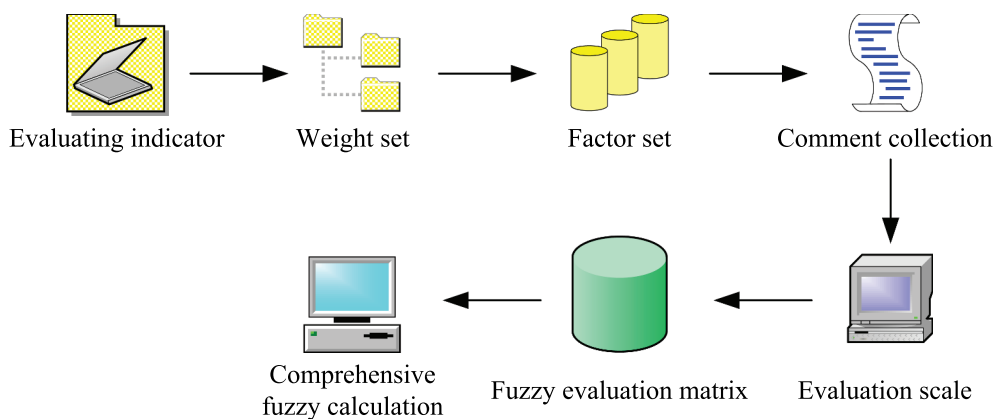 Evaluating indicator
Weight set
Factor set
Comment collection
Comprehensive
fuzzy calculation
Fuzzy evaluation matrix
Evaluation scale